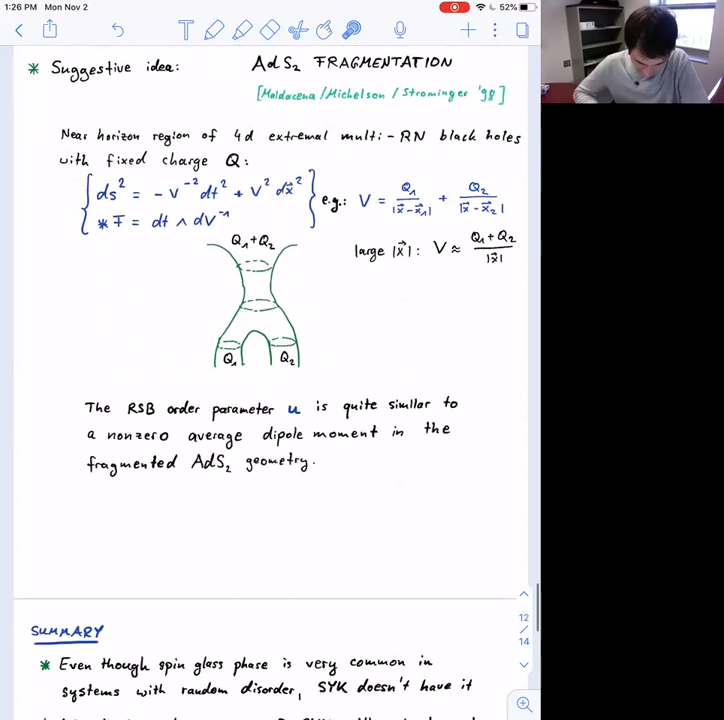 1:26 PM Mon Nov 2
52%
* Suggestive idea: AdS₂ FRAGMENTATION
[Maldacena/Michelson/Strominger '98]
Near horizon region of 4d extremal multi-RN black holes
with fixed charge Q:
{ ds² = -V⁻²dt² + V² dx⃗² } e.g.: V = Q₁/|x⃗-x⃗₁| + Q₂/|x⃗-x⃗₂|
* F = dt ∧ dV⁻¹
Q₁+Q₂
large |x⃗|: V ≈ (Q₁+Q₂)/|x⃗|
Q₁ Q₂
The RSB order parameter u is quite similar to
a nonzero average dipole moment in the
fragmented AdS₂ geometry.
12
/
14
SUMMARY
* Even though spin glass phase is very common in
systems with random disorder, SYK doesn't have it